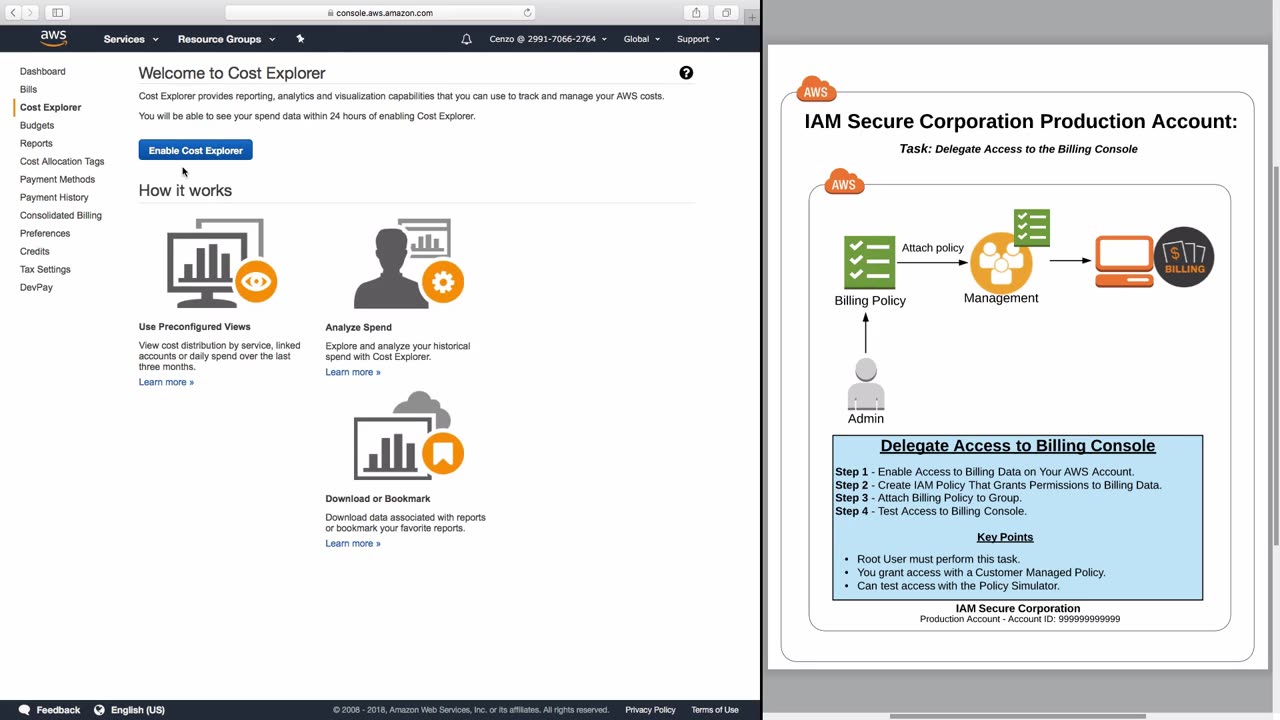 console.aws.amazon.com
aws
Services
Resource Groups
Cenzo @ 2991-7066-2764
Global
Support
Dashboard
Bills
Cost Explorer
Budgets
Reports
Cost Allocation Tags
Payment Methods
Payment History
Consolidated Billing
Preferences
Credits
Tax Settings
DevPay
Welcome to Cost Explorer
?
Cost Explorer provides reporting, analytics and visualization capabilities that you can use to track and manage your AWS costs.
You will be able to see your spend data within 24 hours of enabling Cost Explorer.
Enable Cost Explorer
How it works
Use Preconfigured Views
View cost distribution by service, linked
accounts or daily spend over the last
three months.
Learn more »
Analyze Spend
Explore and analyze your historical
spend with Cost Explorer.
Learn more »
Download or Bookmark
Download data associated with reports
or bookmark your favorite reports.
Learn more »
Feedback
English (US)
© 2008 - 2018, Amazon Web Services, Inc. or its affiliates. All rights reserved.
Privacy Policy
Terms of Use
AWS
IAM Secure Corporation Production Account:
Task: Delegate Access to the Billing Console
AWS
Attach policy
$
BILLING
Billing Policy
Management
Admin
Delegate Access to Billing Console
Step 1 - Enable Access to Billing Data on Your AWS Account.
Step 2 - Create IAM Policy That Grants Permissions to Billing Data.
Step 3 - Attach Billing Policy to Group.
Step 4 - Test Access to Billing Console.
Key Points
• Root User must perform this task.
• You grant access with a Customer Managed Policy.
• Can test access with the Policy Simulator.
IAM Secure Corporation
Production Account - Account ID: 999999999999